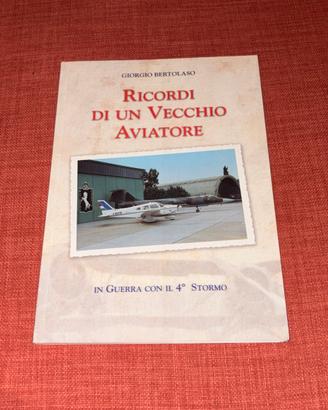 GIORGIO BERTOLASO
RICORDI
DI UN VECCHIO
AVIATORE
IN GUERRA CON IL 4° STORMO